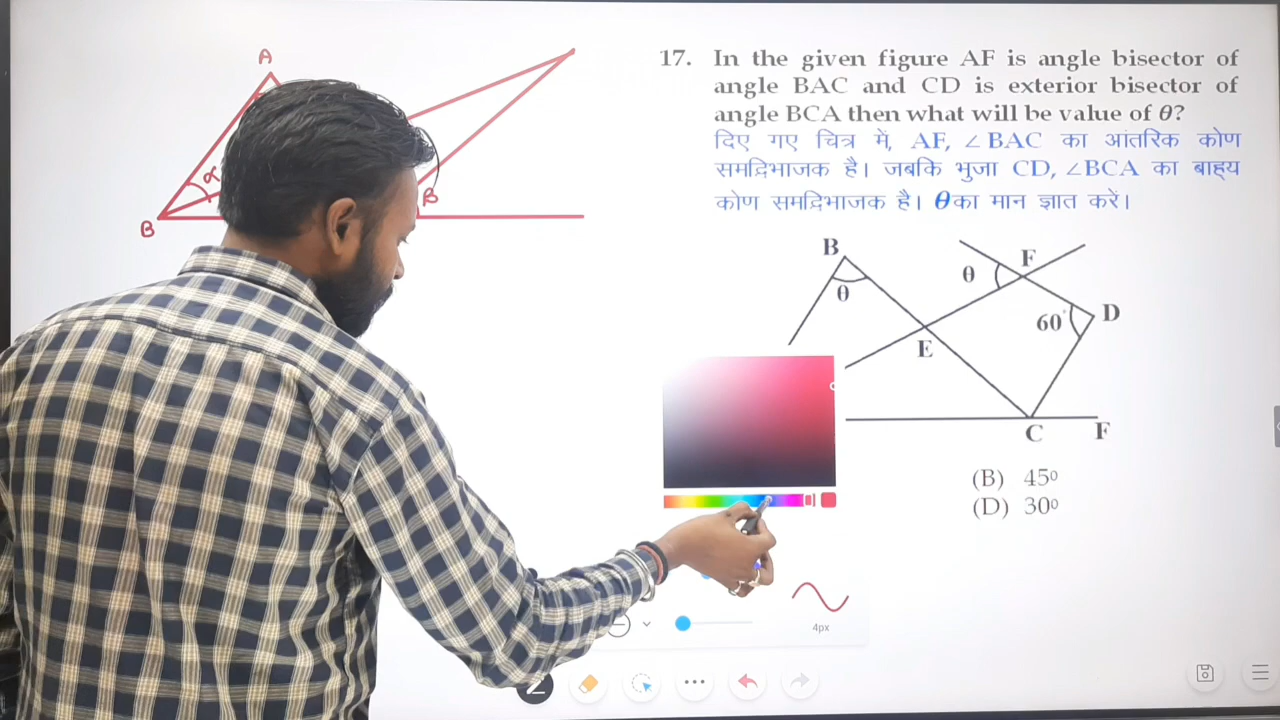 17. In the given figure AF is angle bisector of
angle BAC and CD is exterior bisector of
angle BCA then what will be value of θ?
दिए गए चित्र में, AF, ∠BAC का आंतरिक कोण
समद्विभाजक है। जबकि भुजा CD, ∠BCA का बाह्य
कोण समद्विभाजक है। θ का मान ज्ञात करें।
A
α
B
β
B
θ
θ
F
60°
D
E
C
F
(B) 45º
(D) 30º
4px